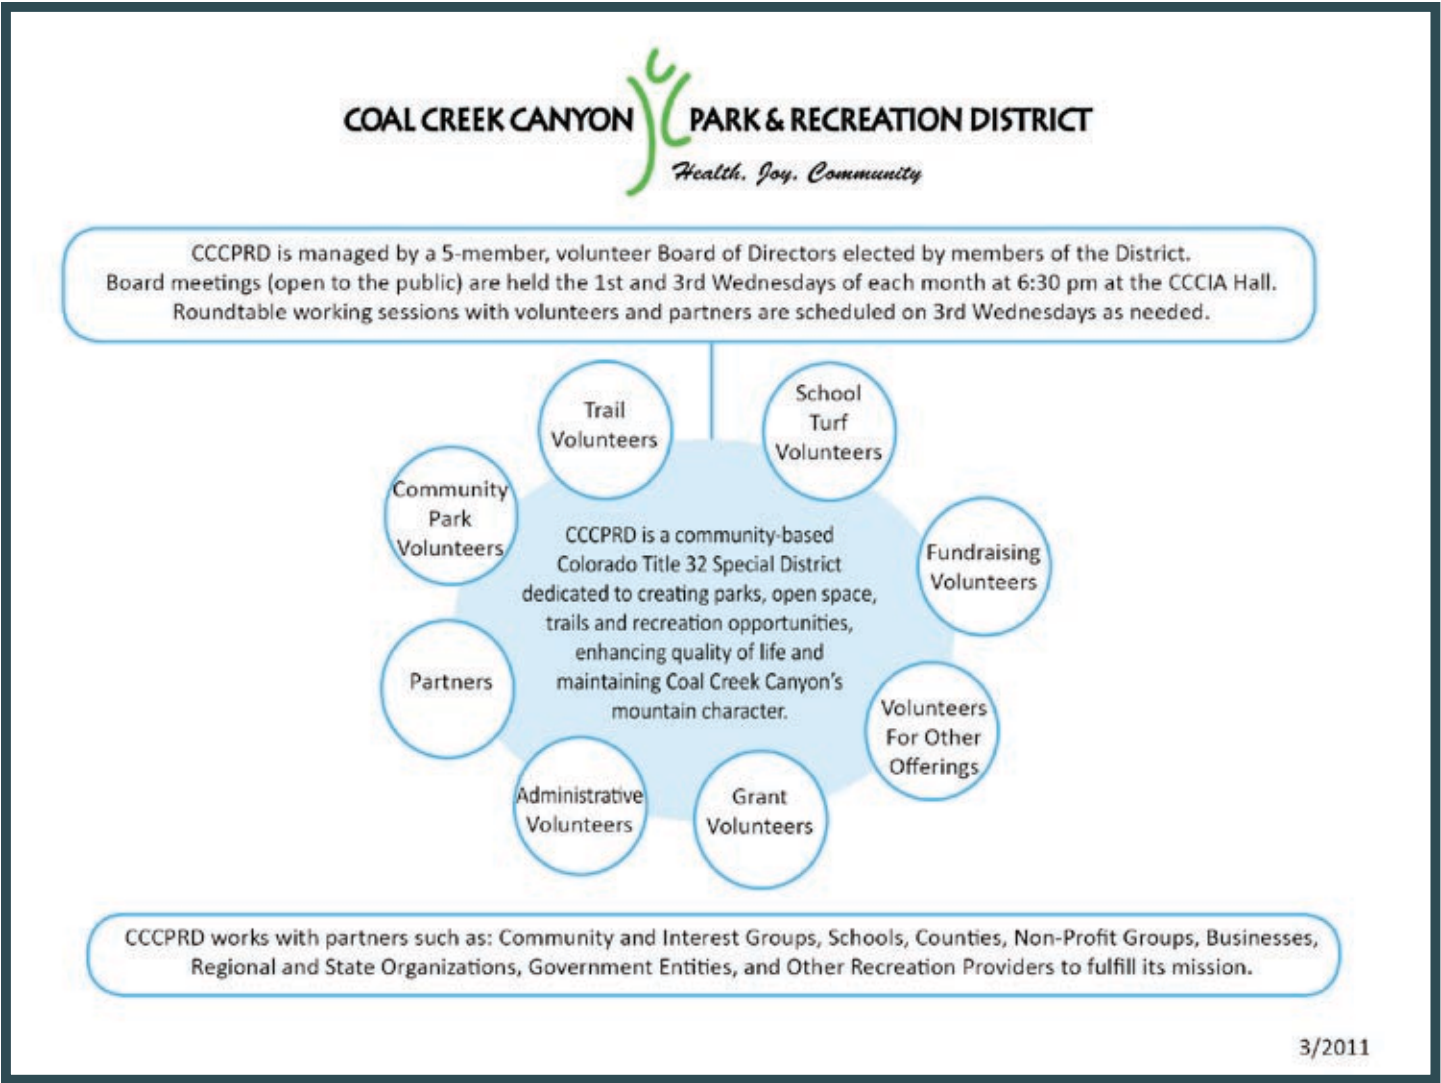 COAL CREEK CANYON PARK & RECREATION DISTRICT
Health, Joy, Community
CCCPRD is managed by a 5-member, volunteer Board of Directors elected by members of the District.
Board meetings (open to the public) are held the 1st and 3rd Wednesdays of each month at 6:30 pm at the CCCIA Hall.
Roundtable working sessions with volunteers and partners are scheduled on 3rd Wednesdays as needed.
Trail
Volunteers
School
Turf
Volunteers
Community
Park
Volunteers
Fundraising
Volunteers
CCCPRD is a community-based
Colorado Title 32 Special District
dedicated to creating parks, open space,
trails and recreation opportunities,
enhancing quality of life and
maintaining Coal Creek Canyon's
mountain character.
Partners
Volunteers
For Other
Offerings
Administrative
Volunteers
Grant
Volunteers
CCCPRD works with partners such as: Community and Interest Groups, Schools, Counties, Non-Profit Groups, Businesses,
Regional and State Organizations, Government Entities, and Other Recreation Providers to fulfill its mission.
3/2011